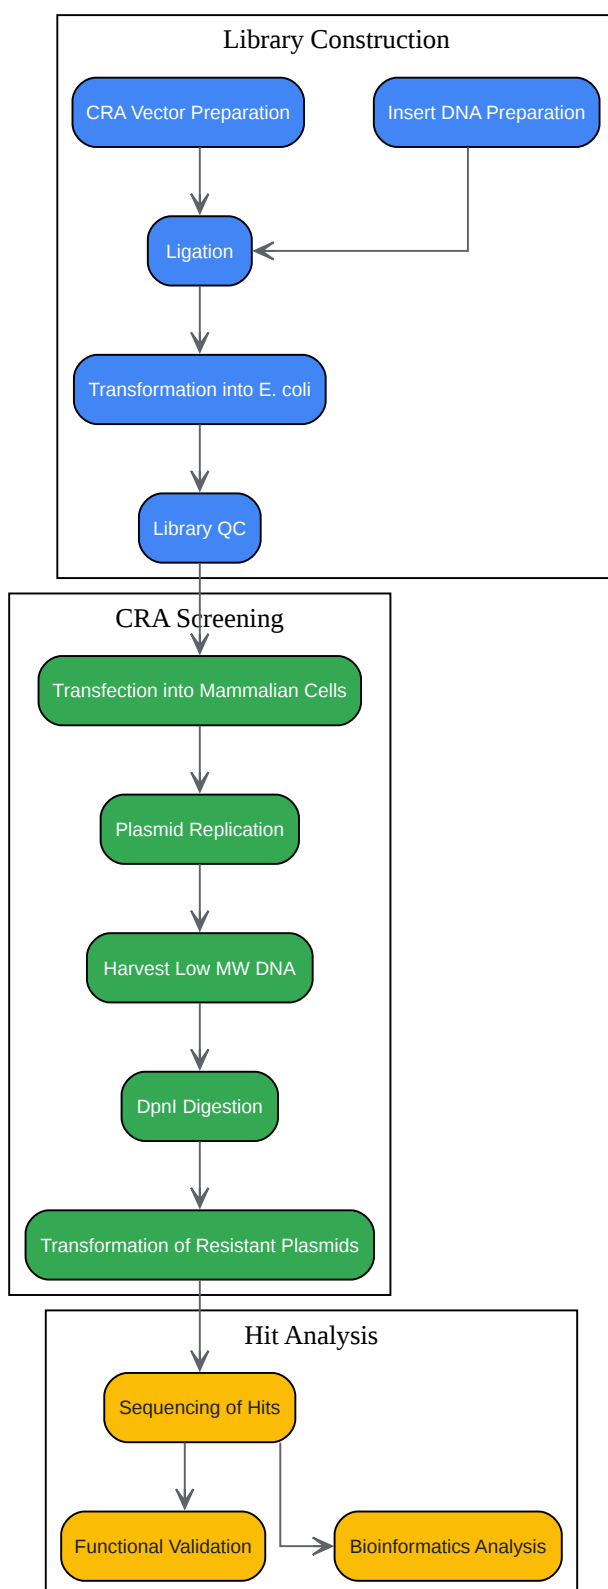 Library Construction
CRA Vector Preparation
Insert DNA Preparation
Ligation
Transformation into E. coli
Library QC
CRA Screening
Transfection into Mammalian Cells
Plasmid Replication
Harvest Low MW DNA
DpnI Digestion
Transformation of Resistant Plasmids
Hit Analysis
Sequencing of Hits
Functional Validation
Bioinformatics Analysis